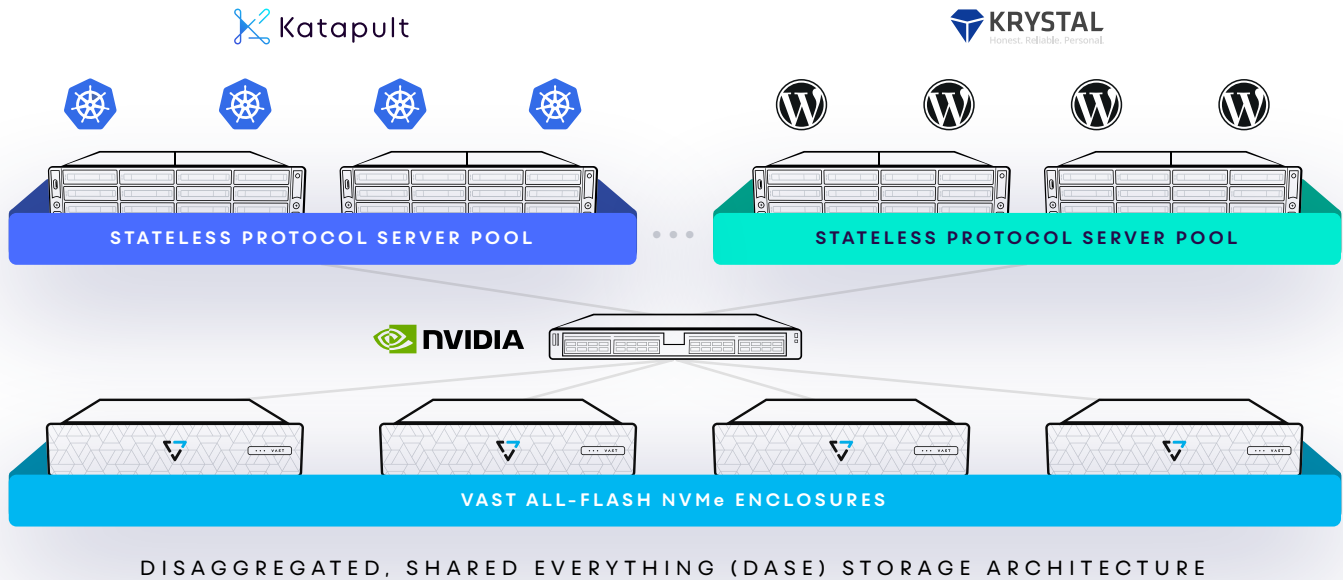 Katapult
KRYSTAL
Honest. Reliable. Personal.
STATELESS PROTOCOL SERVER POOL
STATELESS PROTOCOL SERVER POOL
NVIDIA
VAST
VAST
VAST
VAST
VAST ALL-FLASH NVMe ENCLOSURES
DISAGGREGATED, SHARED EVERYTHING (DASE) STORAGE ARCHITECTURE